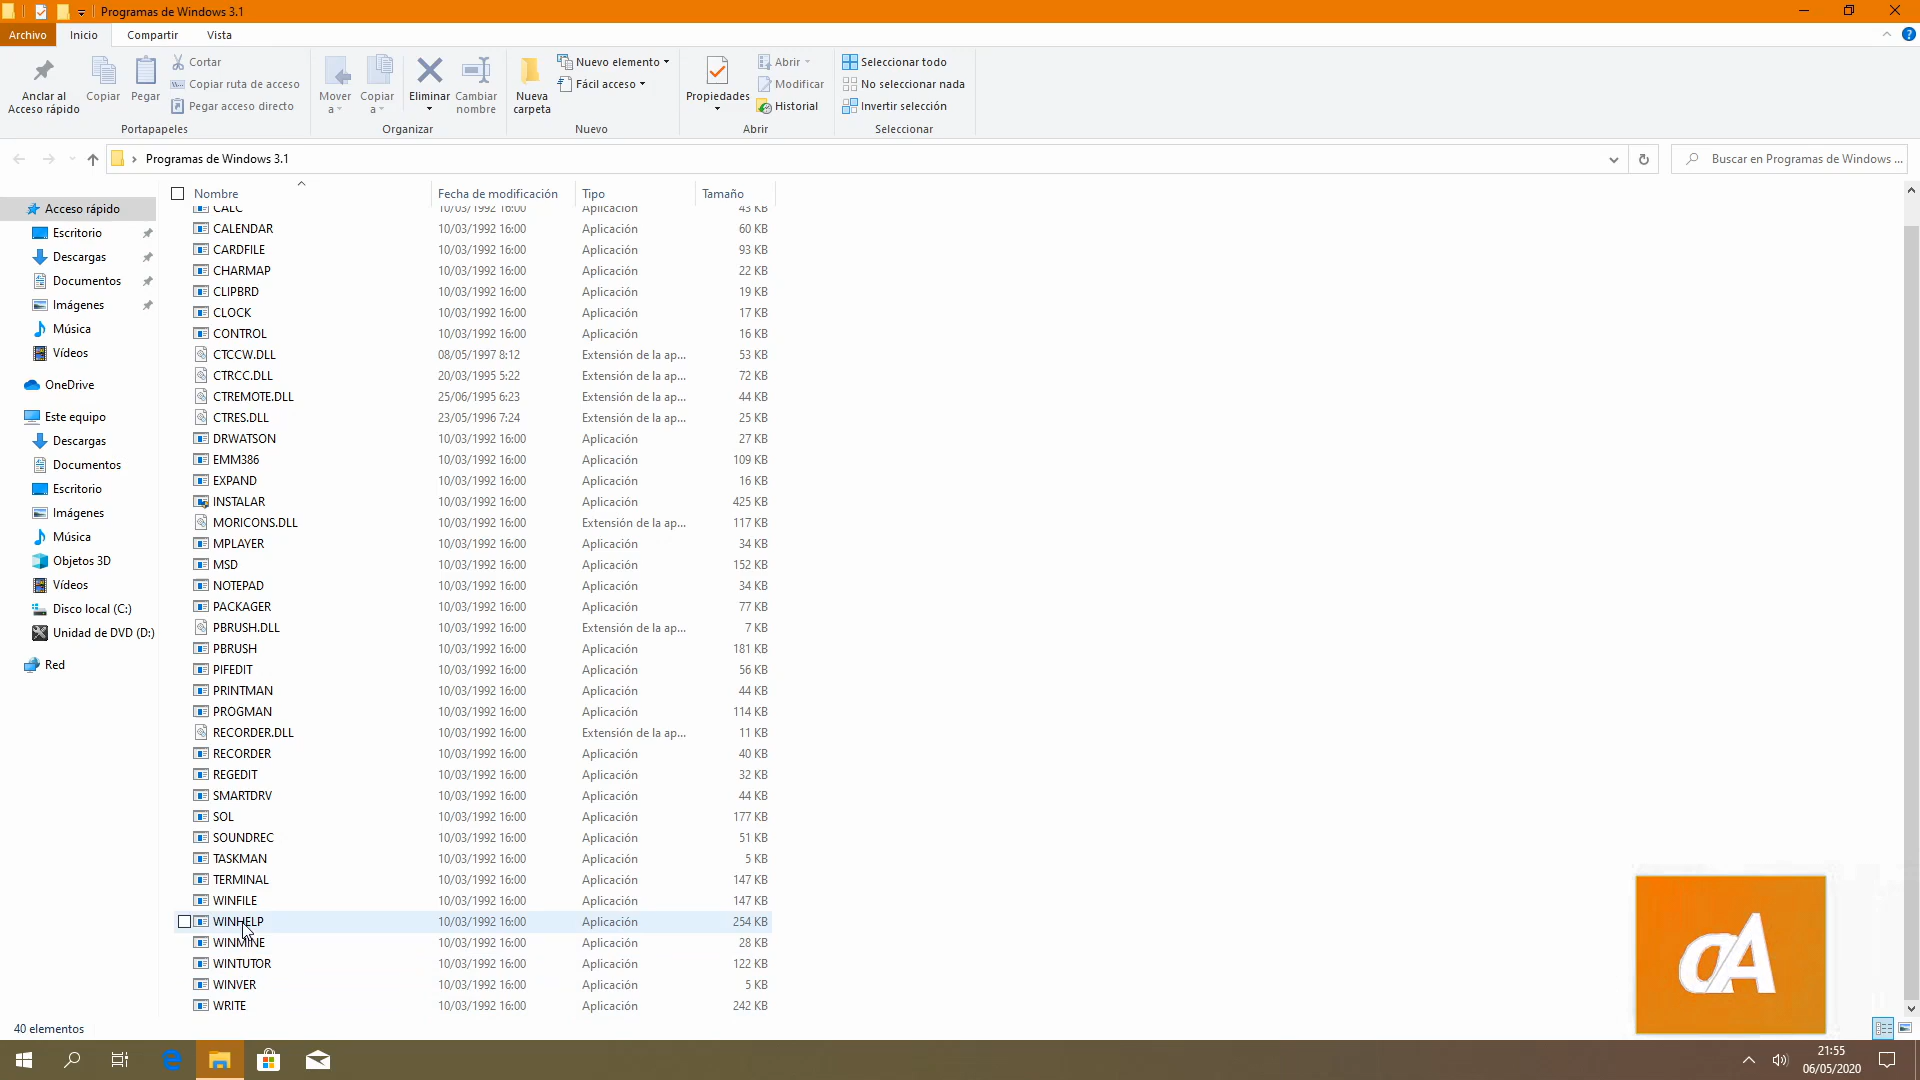 Programas de Windows 3.1
Archivo Inicio Compartir Vista
Anclar al Acceso rápido
Copiar
Pegar
Cortar
Copiar ruta de acceso
Pegar acceso directo
Portapapeles
Mover a
Copiar a
Eliminar
Cambiar nombre
Organizar
Nueva carpeta
Nuevo elemento
Fácil acceso
Nuevo
Propiedades
Abrir
Modificar
Historial
Abrir
Seleccionar todo
No seleccionar nada
Invertir selección
Seleccionar
Programas de Windows 3.1
Buscar en Programas de Windows ...
Acceso rápido
Escritorio
Descargas
Documentos
Imágenes
Música
Vídeos
OneDrive
Este equipo
Descargas
Documentos
Escritorio
Imágenes
Música
Objetos 3D
Vídeos
Disco local (C:)
Unidad de DVD (D:)
Red
Nombre Fecha de modificación Tipo Tamaño
CALC 10/03/1992 16:00 Aplicación 43 KB
CALENDAR 10/03/1992 16:00 Aplicación 60 KB
CARDFILE 10/03/1992 16:00 Aplicación 93 KB
CHARMAP 10/03/1992 16:00 Aplicación 22 KB
CLIPBRD 10/03/1992 16:00 Aplicación 19 KB
CLOCK 10/03/1992 16:00 Aplicación 17 KB
CONTROL 10/03/1992 16:00 Aplicación 16 KB
CTCCW.DLL 08/05/1997 8:12 Extensión de la ap... 53 KB
CTRCC.DLL 20/03/1995 5:22 Extensión de la ap... 72 KB
CTREMOTE.DLL 25/06/1995 6:23 Extensión de la ap... 44 KB
CTRES.DLL 23/05/1996 7:24 Extensión de la ap... 25 KB
DRWATSON 10/03/1992 16:00 Aplicación 27 KB
EMM386 10/03/1992 16:00 Aplicación 109 KB
EXPAND 10/03/1992 16:00 Aplicación 16 KB
INSTALAR 10/03/1992 16:00 Aplicación 425 KB
MORICONS.DLL 10/03/1992 16:00 Extensión de la ap... 117 KB
MPLAYER 10/03/1992 16:00 Aplicación 34 KB
MSD 10/03/1992 16:00 Aplicación 152 KB
NOTEPAD 10/03/1992 16:00 Aplicación 34 KB
PACKAGER 10/03/1992 16:00 Aplicación 77 KB
PBRUSH.DLL 10/03/1992 16:00 Extensión de la ap... 7 KB
PBRUSH 10/03/1992 16:00 Aplicación 181 KB
PIFEDIT 10/03/1992 16:00 Aplicación 56 KB
PRINTMAN 10/03/1992 16:00 Aplicación 44 KB
PROGMAN 10/03/1992 16:00 Aplicación 114 KB
RECORDER.DLL 10/03/1992 16:00 Extensión de la ap... 11 KB
RECORDER 10/03/1992 16:00 Aplicación 40 KB
REGEDIT 10/03/1992 16:00 Aplicación 32 KB
SMARTDRV 10/03/1992 16:00 Aplicación 44 KB
SOL 10/03/1992 16:00 Aplicación 177 KB
SOUNDREC 10/03/1992 16:00 Aplicación 51 KB
TASKMAN 10/03/1992 16:00 Aplicación 5 KB
TERMINAL 10/03/1992 16:00 Aplicación 147 KB
WINFILE 10/03/1992 16:00 Aplicación 147 KB
WINHELP 10/03/1992 16:00 Aplicación 254 KB
WINMINE 10/03/1992 16:00 Aplicación 28 KB
WINTUTOR 10/03/1992 16:00 Aplicación 122 KB
WINVER 10/03/1992 16:00 Aplicación 5 KB
WRITE 10/03/1992 16:00 Aplicación 242 KB
40 elementos
21:55
06/05/2020